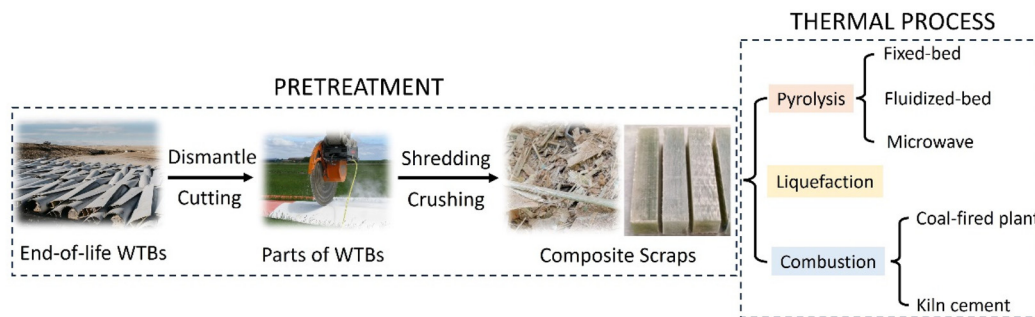 THERMAL PROCESS
PRETREATMENT
Dismantle
Cutting
Shredding
Crushing
End-of-life WTBs
Parts of WTBs
Composite Scraps
Pyrolysis
Fixed-bed
Fluidized-bed
Microwave
Liquefaction
Combustion
Coal-fired plant
Kiln cement